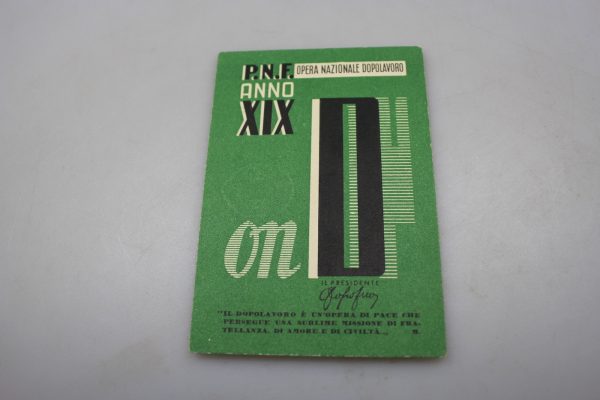 P.N.F. OPERA NAZIONALE DOPOLAVORO
ANNO
XIX
on D
IL PRESIDENTE
"IL DOPOLAVORO È UN'OPERA DI PACE CHE
PERSEGUE UNA SUBLIME MISSIONE DI FRA-
TELLANZA, DI AMORE E DI CIVILTÀ,, M.